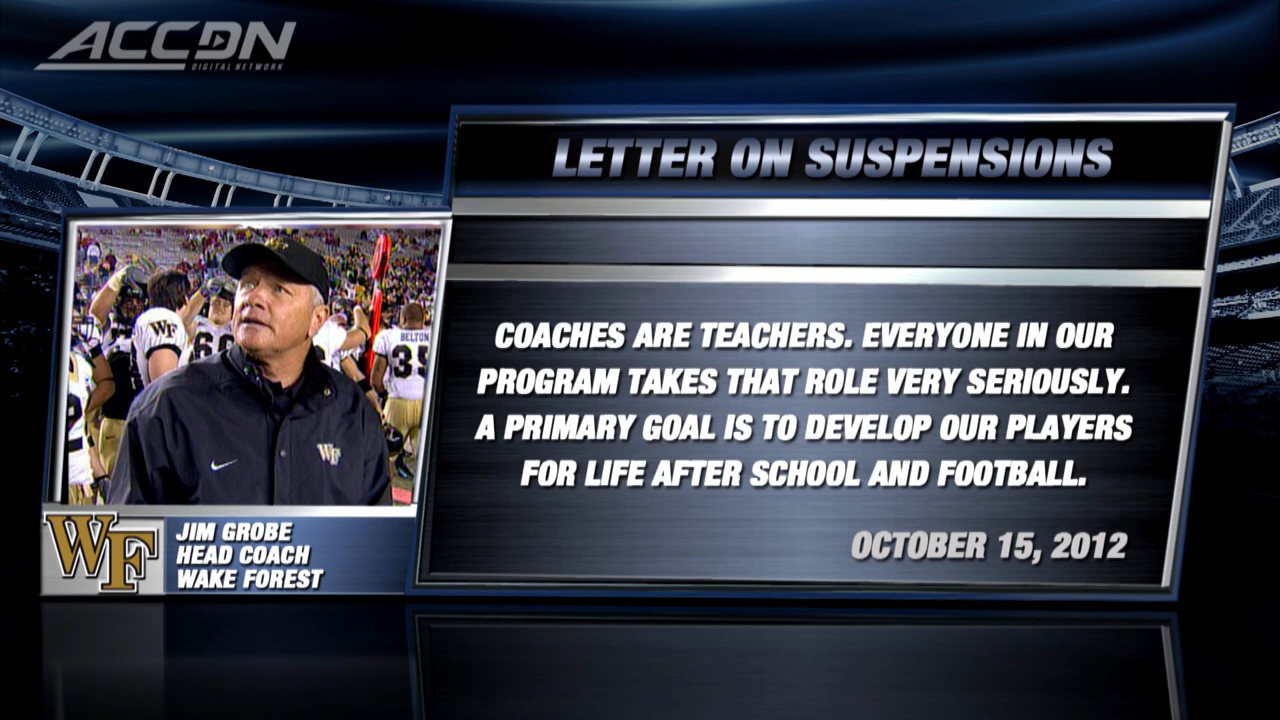 ACCDN
DIGITAL NETWORK
LETTER ON SUSPENSIONS
COACHES ARE TEACHERS. EVERYONE IN OUR
PROGRAM TAKES THAT ROLE VERY SERIOUSLY.
A PRIMARY GOAL IS TO DEVELOP OUR PLAYERS
FOR LIFE AFTER SCHOOL AND FOOTBALL.
OCTOBER 15, 2012
WF
BELTON
35
WF
WF
JIM GROBE
HEAD COACH
WAKE FOREST